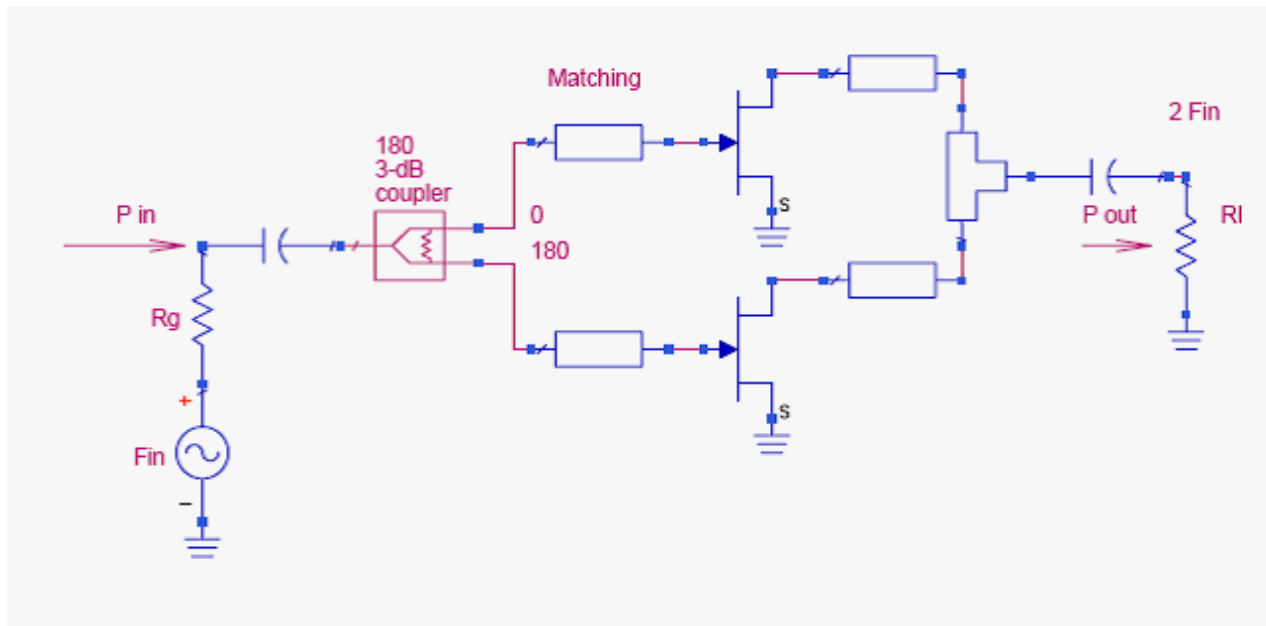 Matching
2 Fin
180
3-dB
coupler
S
P in
0
P out
Rl
180
Rg
+
S
Fin
–